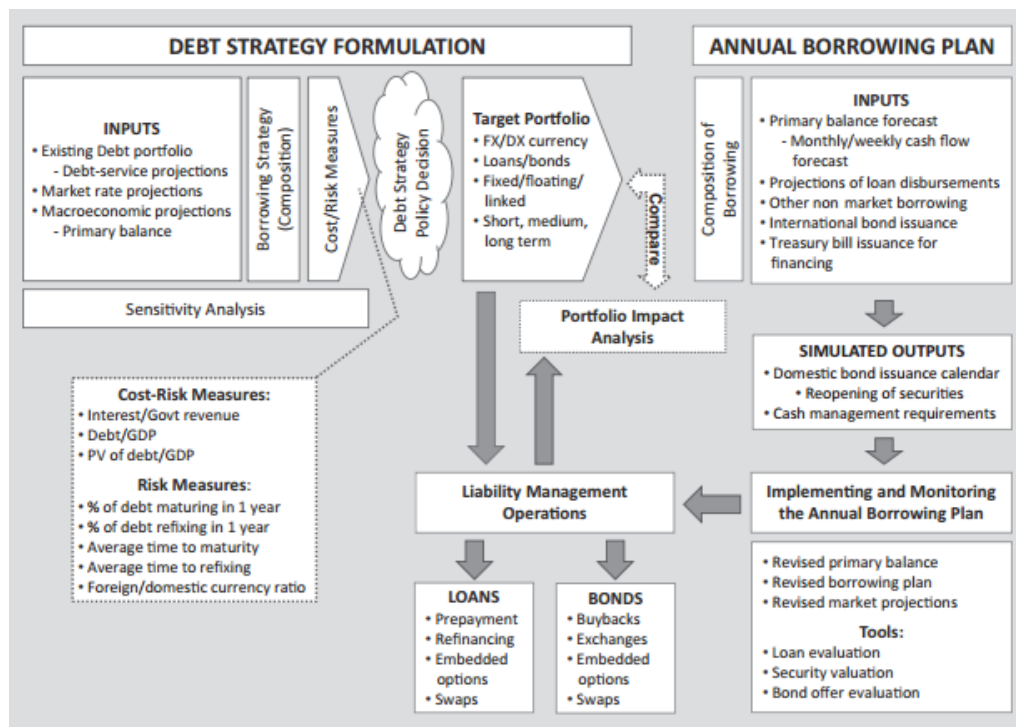 DEBT STRATEGY FORMULATION
INPUTS
• Existing Debt portfolio
- Debt-service projections
• Market rate projections
• Macroeconomic projections
- Primary balance
Borrowing Strategy
(Composition)
Cost/Risk Measures
Debt Strategy
Policy Decision
Target Portfolio
• FX/DX currency
• Loans/bonds
• Fixed/floating/
linked
• Short, medium,
long term
Compare
Sensitivity Analysis
Portfolio Impact
Analysis
Cost-Risk Measures:
• Interest/Govt revenue
• Debt/GDP
• PV of debt/GDP
Risk Measures:
• % of debt maturing in 1 year
• % of debt refixing in 1 year
• Average time to maturity
• Average time to refixing
• Foreign/domestic currency ratio
Liability Management
Operations
LOANS
• Prepayment
• Refinancing
• Embedded
options
• Swaps
BONDS
• Buybacks
• Exchanges
• Embedded
options
• Swaps
ANNUAL BORROWING PLAN
Composition of
Borrowing
INPUTS
• Primary balance forecast
- Monthly/weekly cash flow
forecast
• Projections of loan disbursements
• Other non market borrowing
• International bond issuance
• Treasury bill issuance for
financing
SIMULATED OUTPUTS
• Domestic bond issuance calendar
• Reopening of securities
• Cash management requirements
Implementing and Monitoring
the Annual Borrowing Plan
• Revised primary balance
• Revised borrowing plan
• Revised market projections
Tools:
• Loan evaluation
• Security valuation
• Bond offer evaluation